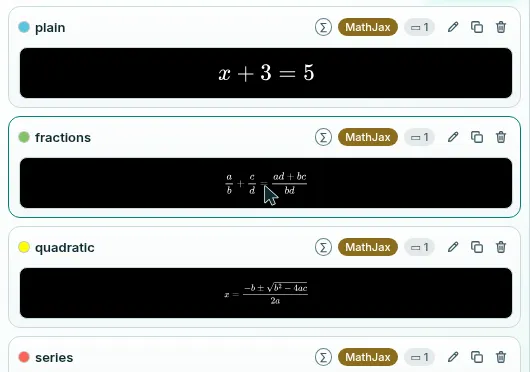 plain ∑ MathJax 1
x + 3 = 5
fractions ∑ MathJax 1
a/b + c/d = (ad + bc)/bd
quadratic ∑ MathJax 1
x = (−b ± √(b² − 4ac))/2a
series ∑ MathJax 1